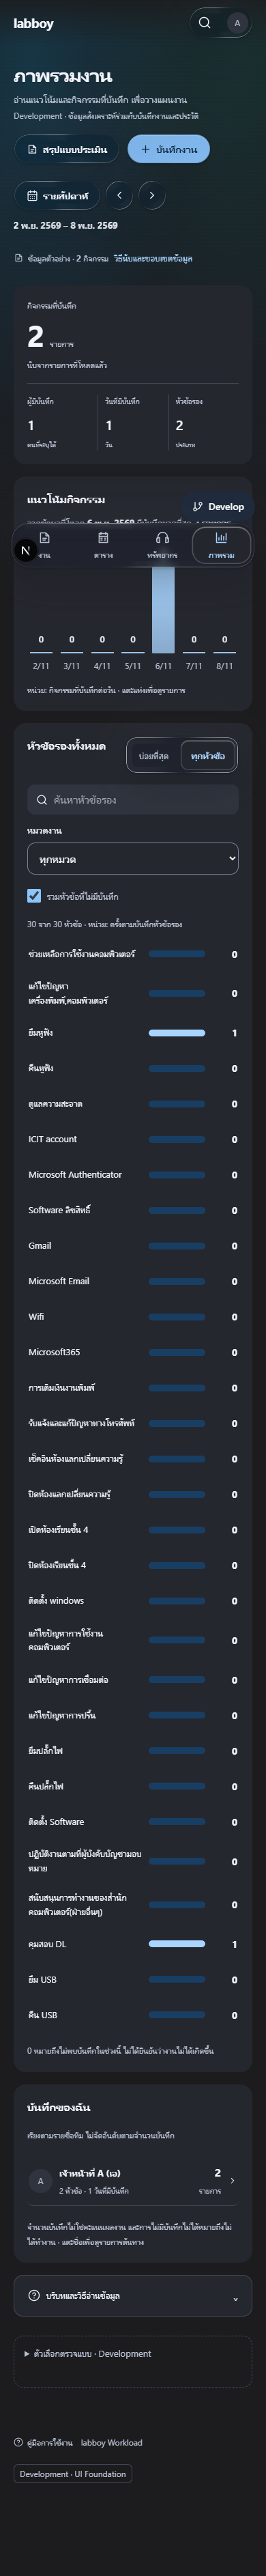 labboy
A
ภาพรวมงาน
อ่านแนวโน้มและกิจกรรมที่บันทึก เพื่อวางแผนงาน
Development · ข้อมูลสังเคราะห์ร่วมกับบันทึกงานและประวัติ
สรุปแบบประเมิน
บันทึกงาน
รายสัปดาห์
2 พ.ย. 2569 – 8 พ.ย. 2569
ข้อมูลตัวอย่าง · 2 กิจกรรม วิธีนับและขอบเขตข้อมูล
กิจกรรมที่บันทึก
2 รายการ
นับจากรายการที่โหลดแล้ว
ผู้มีบันทึก
วันที่มีบันทึก
หัวข้อรอง
1
1
2
คนที่ระบุได้
วัน
ประเภท
แนวโน้มกิจกรรม
Develop
งาน
ตาราง
ทรัพยากร
ภาพรวม
N
0 0 0 0 0 0
2/11 3/11 4/11 5/11 6/11 7/11 8/11
หน่วย: กิจกรรมที่บันทึกต่อวัน · แตะแท่งเพื่อดูรายการ
หัวข้อรองทั้งหมด
บ่อยที่สุด
ทุกหัวข้อ
ค้นหาหัวข้อรอง
หมวดงาน
ทุกหมวด
รวมหัวข้อที่ไม่มีบันทึก
30 จาก 30 หัวข้อ · หน่วย: ครั้งตามบันทึกหัวข้อรอง
ช่วยเหลือการใช้งานคอมพิวเตอร์ 0
แก้ไขปัญหา
เครื่องพิมพ์,คอมพิวเตอร์ 0
ยืมหูฟัง 1
คืนหูฟัง 0
ดูแลความสะอาด 0
ICIT account 0
Microsoft Authenticator 0
Software ลิขสิทธิ์ 0
Gmail 0
Microsoft Email 0
Wifi 0
Microsoft365 0
การเติมเงินงานพิมพ์ 0
รับแจ้งและแก้ปัญหาทางโทรศัพท์ 0
เช็คอินห้องแลกเปลี่ยนความรู้ 0
ปิดห้องแลกเปลี่ยนความรู้ 0
เปิดห้องเรียนชั้น 4 0
ปิดห้องเรียนชั้น 4 0
ติดตั้ง windows 0
แก้ไขปัญหาการใช้งาน
คอมพิวเตอร์ 0
แก้ไขปัญหาการเชื่อมต่อ 0
แก้ไขปัญหาการปริ้น 0
ยืมปลั๊กไฟ 0
คืนปลั๊กไฟ 0
ติดตั้ง Software 0
ปฏิบัติงานตามที่ผู้บังคับบัญชามอบ
หมาย 0
สนับสนุนการทำงานของสำนัก
คอมพิวเตอร์(ฝ่ายอื่นๆ) 0
คุมสอบ DL 1
ยืม USB 0
คืน USB 0
0 หมายถึงไม่พบบันทึกในช่วงนี้ ไม่ได้ยืนยันว่างานไม่ได้เกิดขึ้น
บันทึกของฉัน
เรียงตามรายชื่อทีม ไม่จัดอันดับตามจำนวนบันทึก
A
เจ้าหน้าที่ A (เอ) 2
2 หัวข้อ · 1 วันที่มีบันทึก รายการ
จำนวนบันทึกไม่ใช่คะแนนผลงาน และการไม่มีบันทึกไม่ได้หมายถึงไม่
ได้ทำงาน · แตะชื่อเพื่อดูรายการต้นทาง
บริบทและวิธีอ่านข้อมูล
ตัวเลือกตรวจแบบ · Development
คู่มือการใช้งาน labboy Workload
Development · UI Foundation